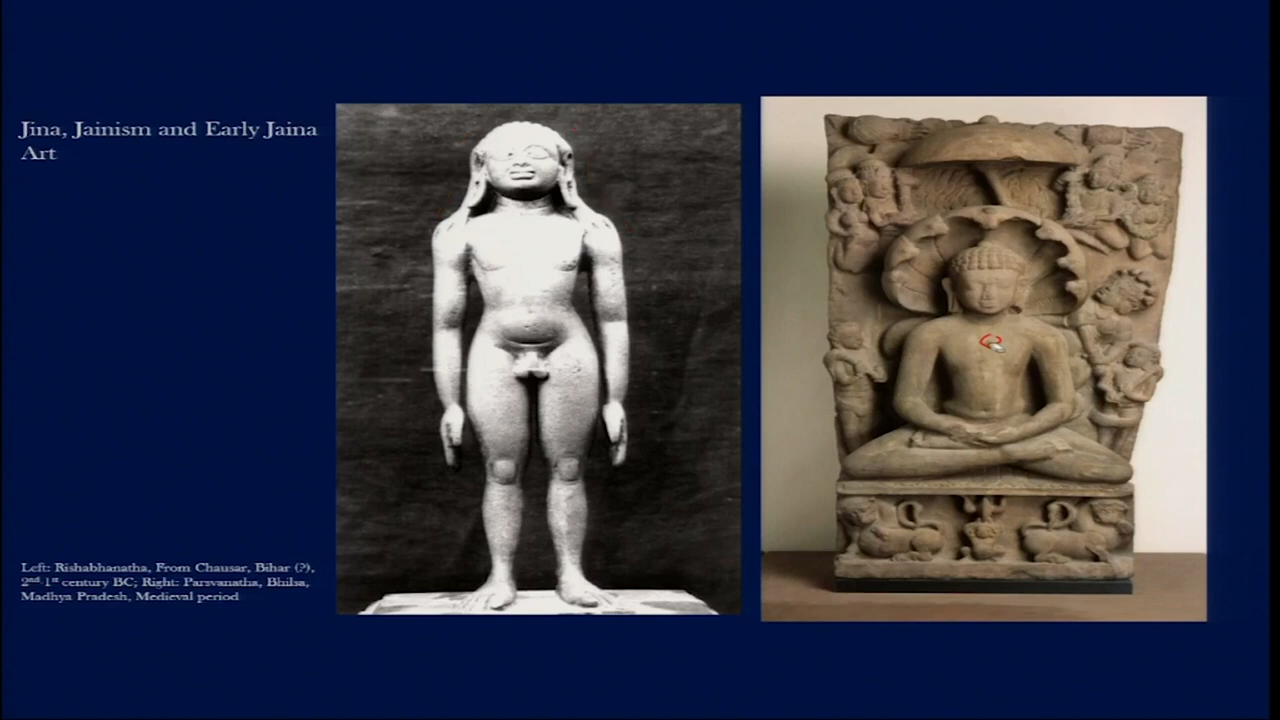 Jina, Jainism and Early Jaina
Art
Left: Rishabhanatha, From Chausar, Bihar (?),
2nd-1st century BC; Right: Parsvanatha, Bhilsa,
Madhya Pradesh, Medieval period